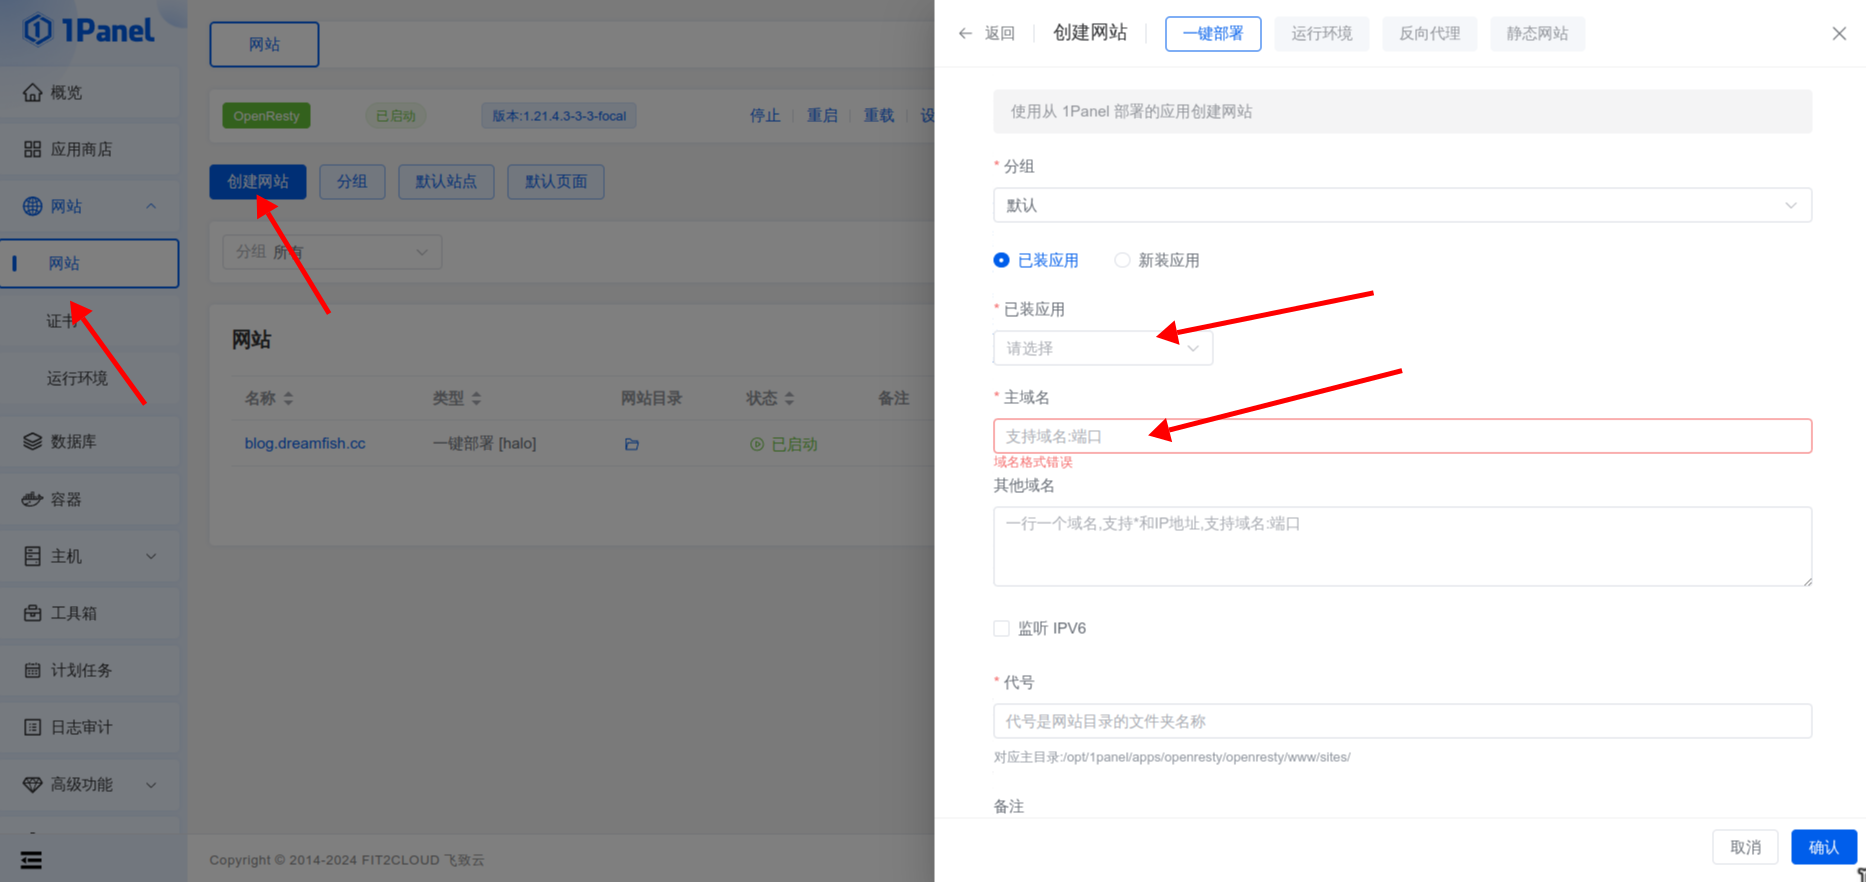 1Panel
概览
应用商店
网站
网站
证书
运行环境
数据库
容器
主机
工具箱
计划任务
日志审计
高级功能
网站
OpenResty
已启动
版本:1.21.4.3-3-3-focal
停止
重启
重载
设
创建网站
分组
默认站点
默认页面
分组 所有
网站
名称 类型 网站目录 状态 备注
blog.dreamfish.cc 一键部署 [halo] 已启动
Copyright © 2014-2024 FIT2CLOUD 飞致云
返回
创建网站
一键部署
运行环境
反向代理
静态网站
使用从 1Panel 部署的应用创建网站
* 分组
默认
已装应用 新装应用
* 已装应用
请选择
* 主域名
支持域名:端口
域名格式错误
其他域名
一行一个域名,支持*和IP地址,支持域名:端口
监听 IPV6
* 代号
代号是网站目录的文件夹名称
对应主目录:/opt/1panel/apps/openresty/openresty/www/sites/
备注
取消
确认